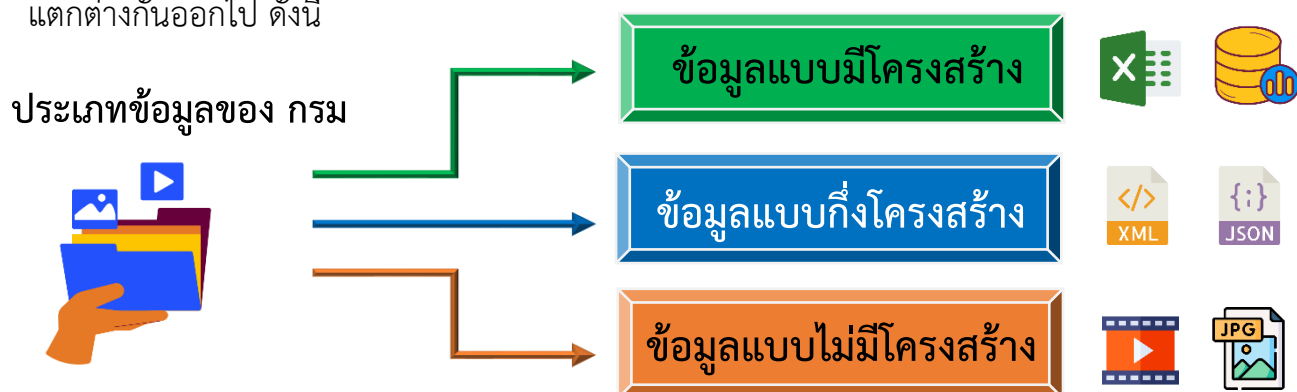 แตกต่างกันออกไป ดังนี้
ประเภทข้อมูลของ กรม
ข้อมูลแบบมีโครงสร้าง
X
ข้อมูลแบบกึ่งโครงสร้าง
</>
XML
{;}
JSON
ข้อมูลแบบไม่มีโครงสร้าง
JPG